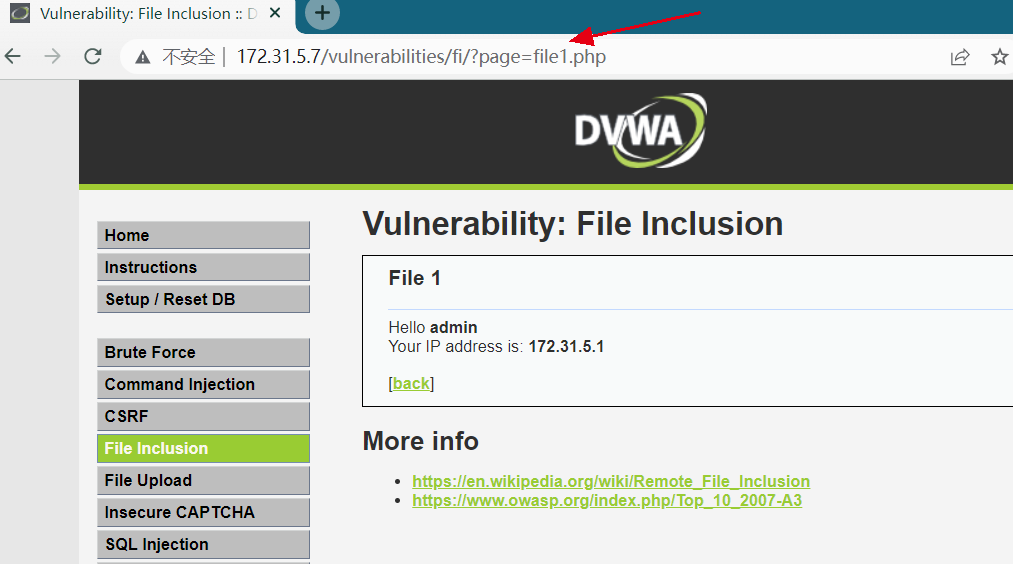 Vulnerability: File Inclusion :: D
不安全 | 172.31.5.7/vulnerabilities/fi/?page=file1.php
DVWA
Home
Instructions
Setup / Reset DB
Brute Force
Command Injection
CSRF
File Inclusion
File Upload
Insecure CAPTCHA
SQL Injection
Vulnerability: File Inclusion
File 1
Hello admin
Your IP address is: 172.31.5.1
[back]
More info
https://en.wikipedia.org/wiki/Remote_File_Inclusion
https://www.owasp.org/index.php/Top_10_2007-A3